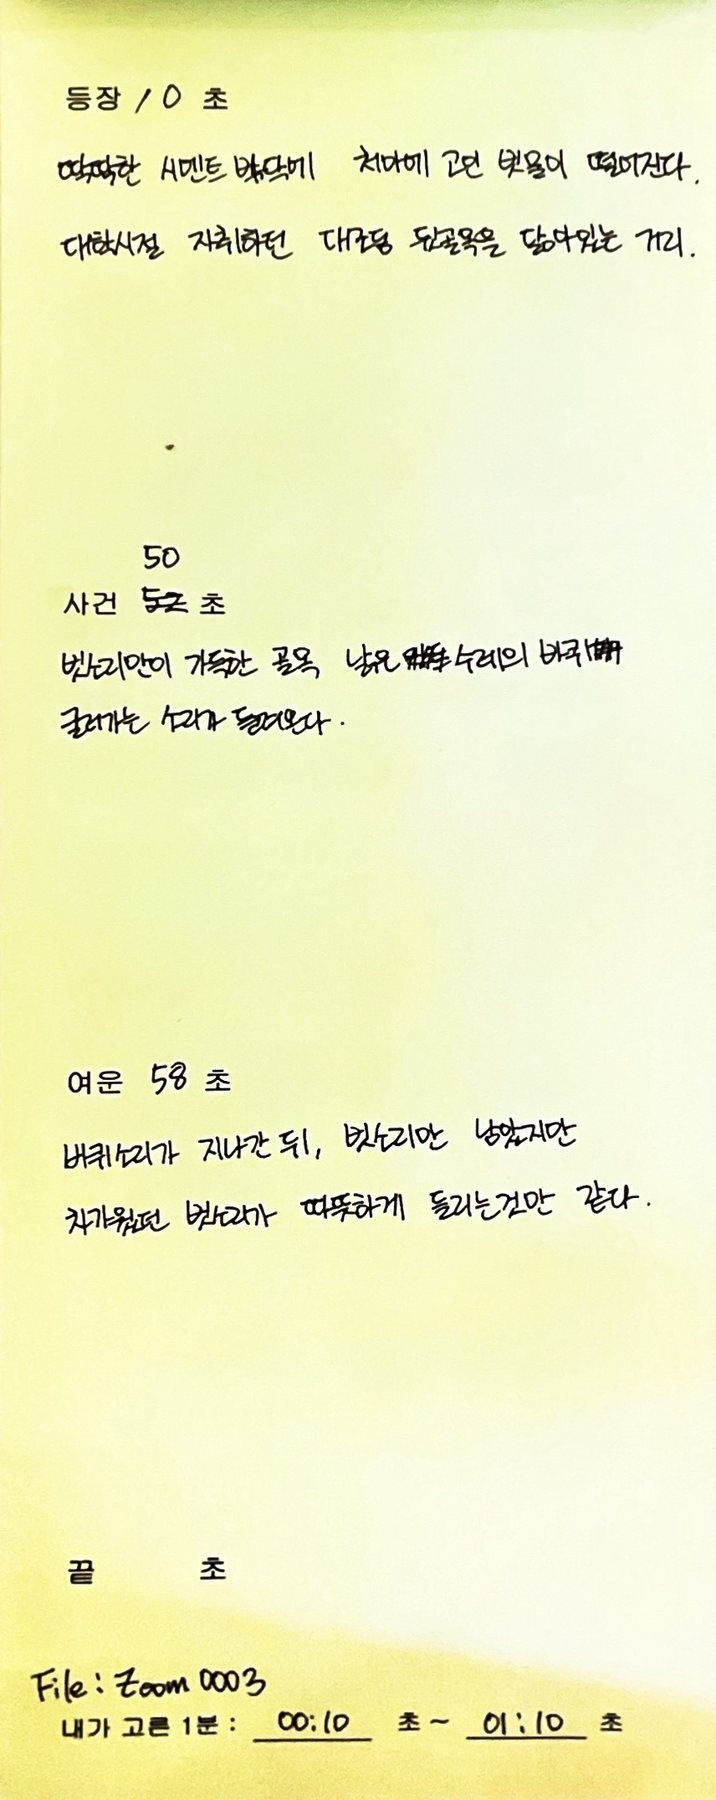 등장 10 초
딱딱한 시멘트 바닥에 처마에 고인 빗물이 떨어진다.
대학시절 자취하던 대조동 뒷골목을 닮아있는 거리.
50
사건 초
빗소리만이 가득한 골목 낡은 수레의 바퀴
굴러가는 소리가 들려온다.
여운 58 초
바퀴소리가 지나간 뒤, 빗소리만 남았지만
차가웠던 빗소리가 따뜻하게 들리는것만 같다.
끝 초
File: Zoom 0003
내가 고른 1분 : 00:10 초 ~ 01:10 초